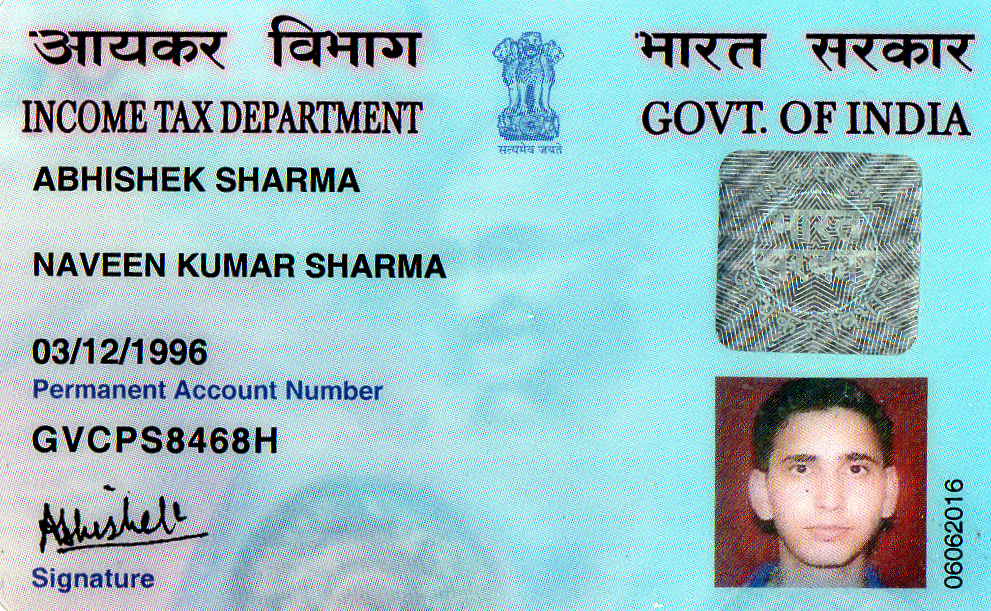 आयकर विभाग
INCOME TAX DEPARTMENT
भारत सरकार
GOVT. OF INDIA
सत्यमेव जयते
ABHISHEK SHARMA
NAVEEN KUMAR SHARMA
03/12/1996
Permanent Account Number
GVCPS8468H
Abhishek
Signature
भारत
06062016